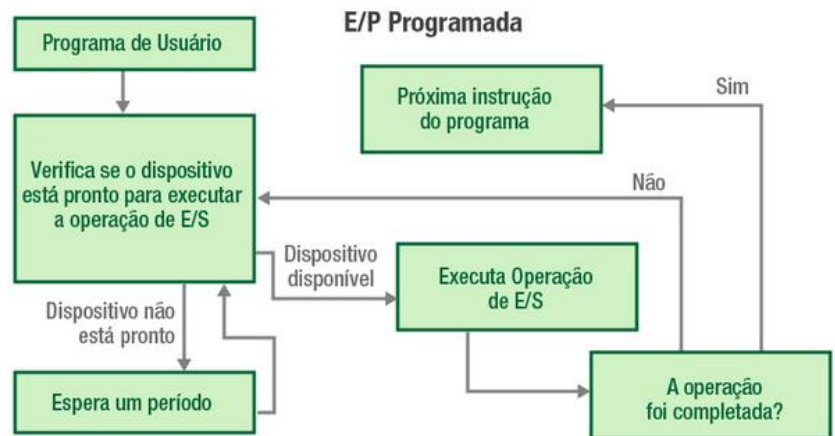 E/P Programada
Programa de Usuário
Próxima instrução
do programa
Sim
Verifica se o dispositivo
está pronto para executar
a operação de E/S
Não
Dispositivo
disponível
Executa Operação
de E/S
Dispositivo não
está pronto
Espera um período
A operação
foi completada?